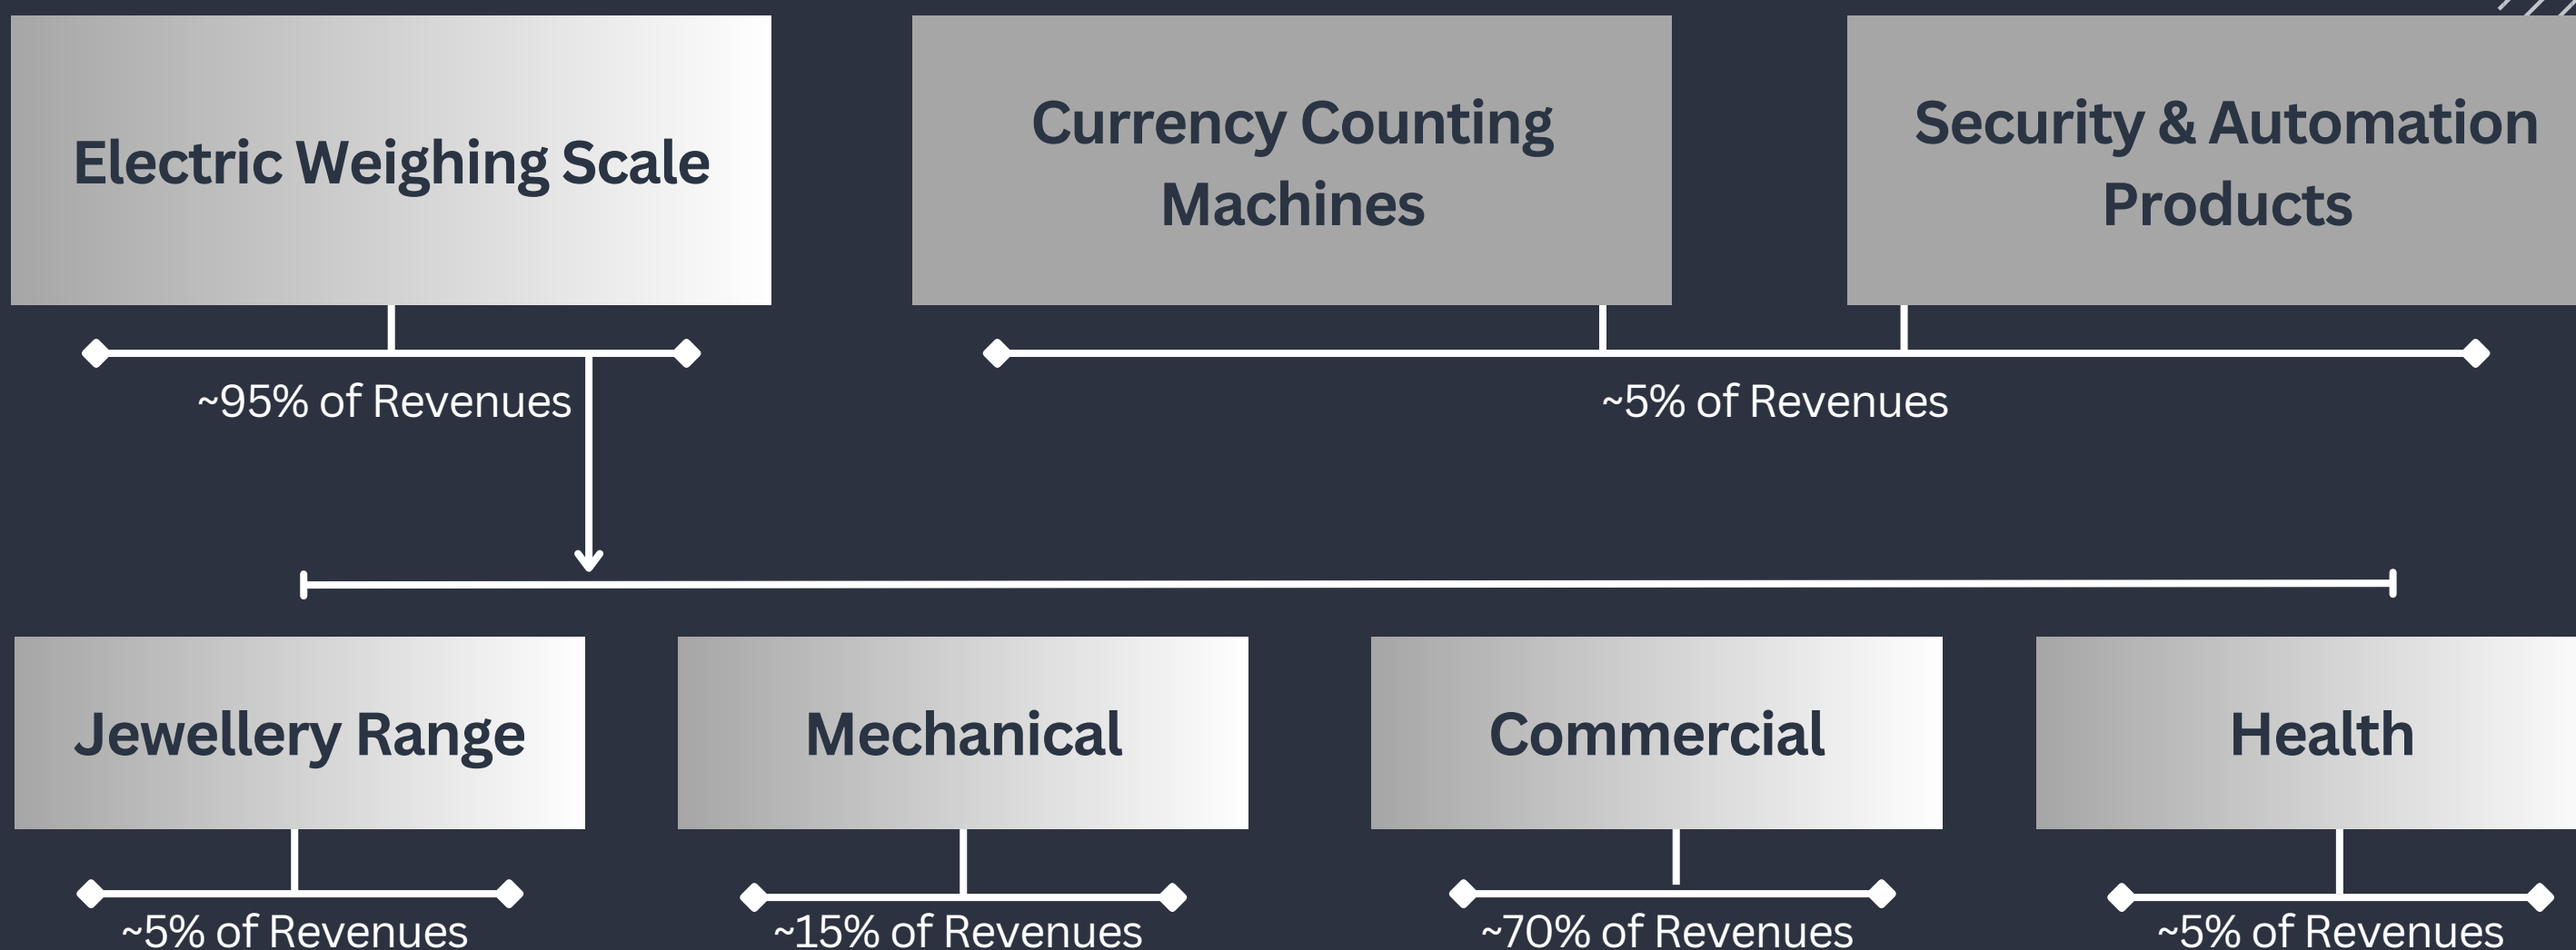 Electric Weighing Scale
Currency Counting
Machines
Security & Automation
Products
~95% of Revenues
~5% of Revenues
Jewellery Range
Mechanical
Commercial
Health
~5% of Revenues
~15% of Revenues
~70% of Revenues
~5% of Revenues